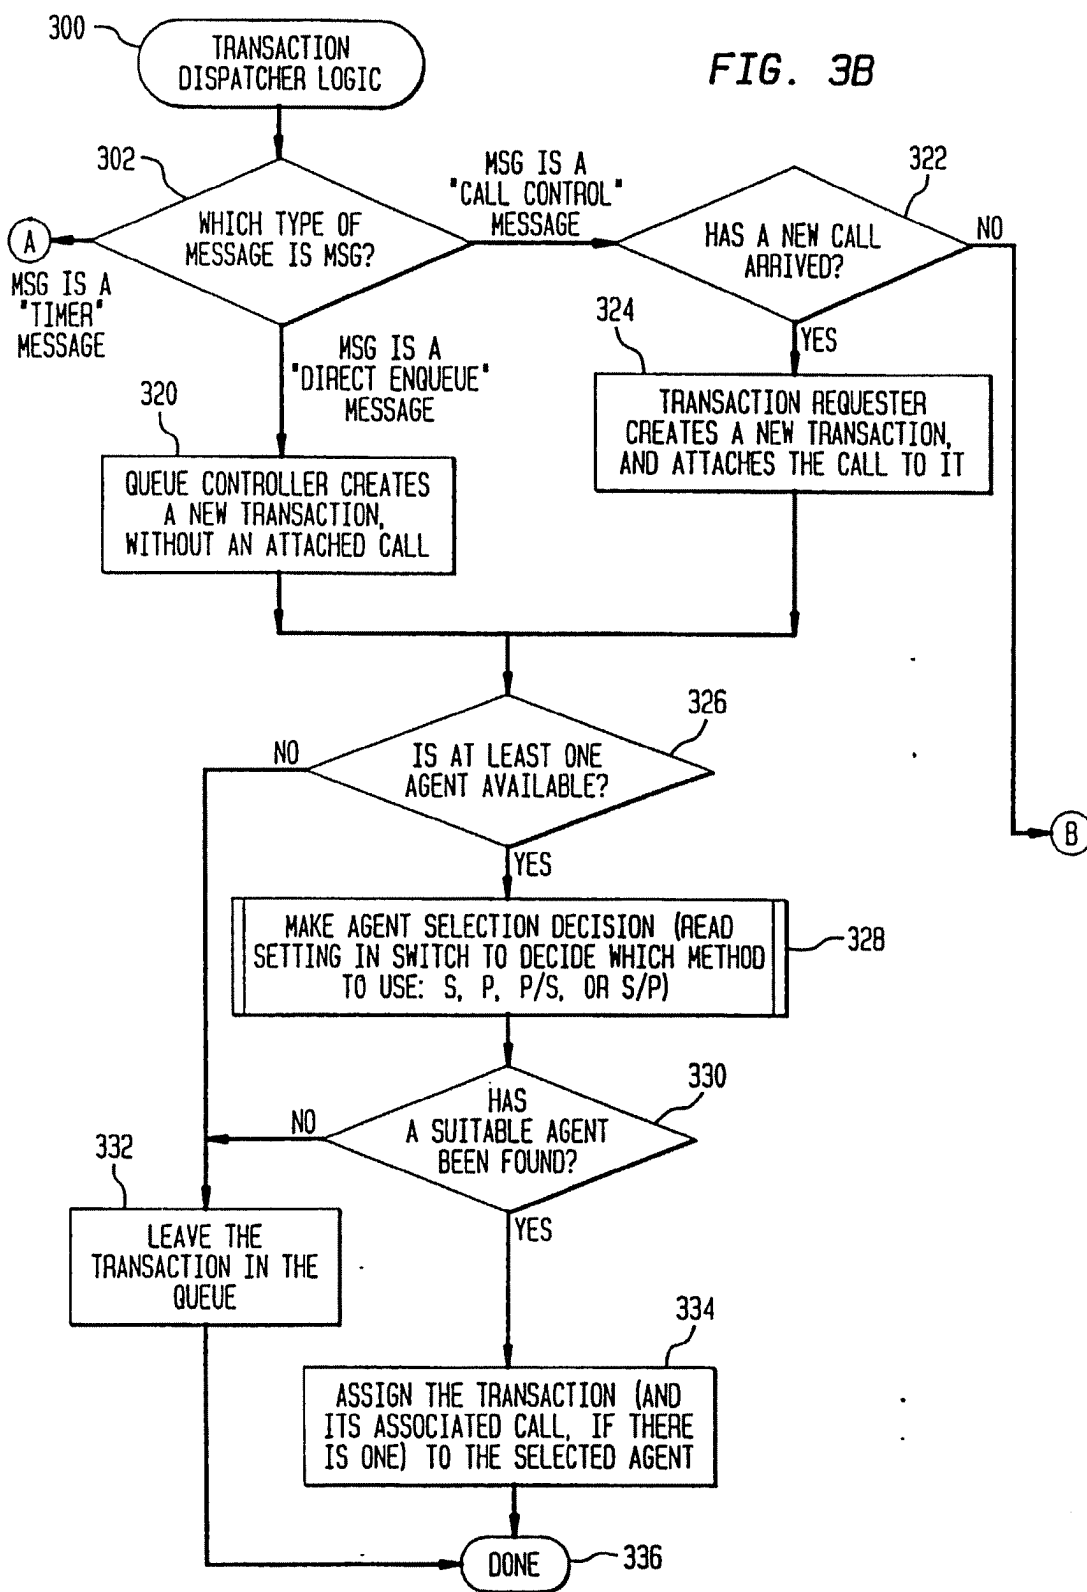 300
TRANSACTION
DISPATCHER LOGIC
FIG. 3B
302
WHICH TYPE OF
MESSAGE IS MSG?
MSG IS A
"CALL CONTROL"
MESSAGE
322
HAS A NEW CALL
ARRIVED?
NO
A
MSG IS A
"TIMER"
MESSAGE
MSG IS A
"DIRECT ENQUEUE"
MESSAGE
324
YES
320
QUEUE CONTROLLER CREATES
A NEW TRANSACTION,
WITHOUT AN ATTACHED CALL
TRANSACTION REQUESTER
CREATES A NEW TRANSACTION,
AND ATTACHES THE CALL TO IT
326
NO
IS AT LEAST ONE
AGENT AVAILABLE?
B
YES
MAKE AGENT SELECTION DECISION (READ
SETTING IN SWITCH TO DECIDE WHICH METHOD
TO USE: S, P, P/S, OR S/P)
328
330
NO
HAS
A SUITABLE AGENT
BEEN FOUND?
332
YES
LEAVE THE
TRANSACTION IN THE
QUEUE
334
ASSIGN THE TRANSACTION (AND
ITS ASSOCIATED CALL, IF THERE
IS ONE) TO THE SELECTED AGENT
DONE
336